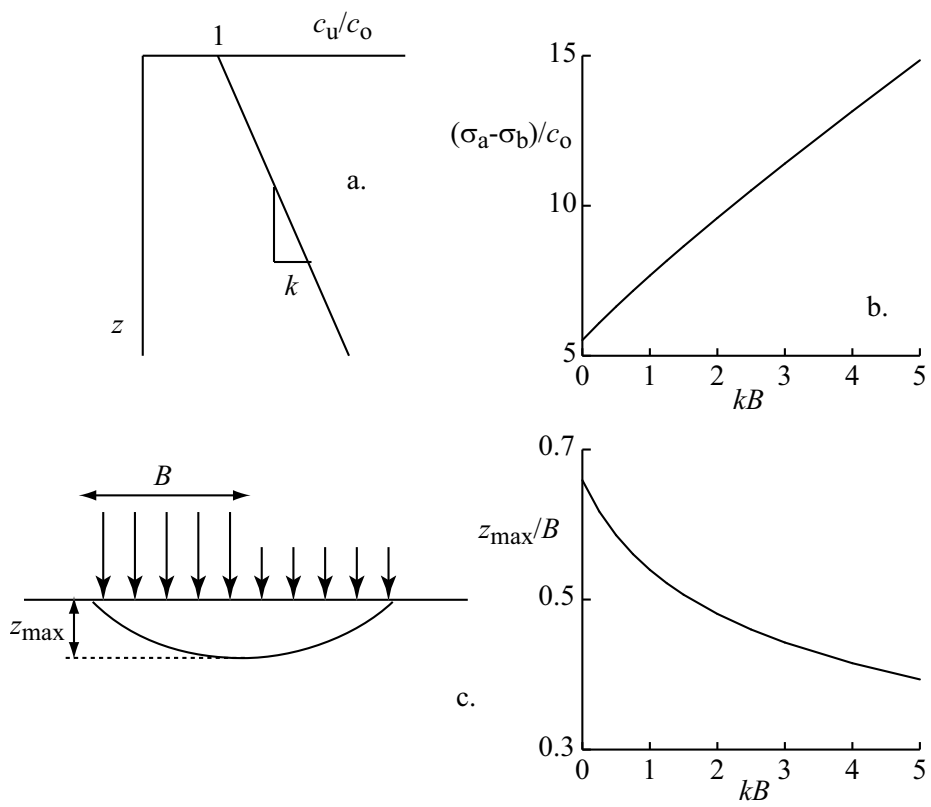 c_u/c_o
1
a.
k
z
15
(σ_a-σ_b)/c_o
10
b.
5
0 1 2 3 4 5
kB
B
z_max
c.
0.7
z_max/B
0.5
0.3
0 1 2 3 4 5
kB